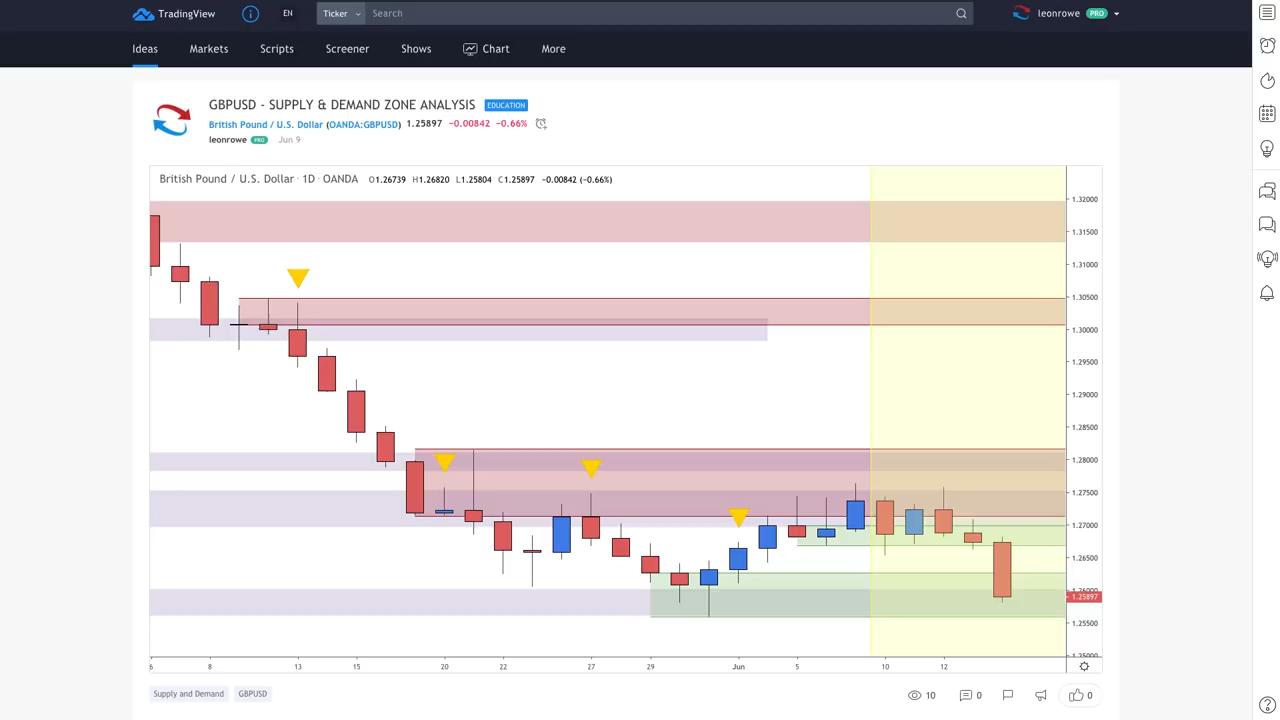 TradingView EN Ticker Search leonrowe PRO
Ideas Markets Scripts Screener Shows Chart More
GBPUSD - SUPPLY & DEMAND ZONE ANALYSIS EDUCATION
British Pound / U.S. Dollar (OANDA:GBPUSD) 1.25897 −0.00842 −0.66%
leonrowe PRO Jun 9
British Pound / U.S. Dollar · 1D · OANDA O1.26739 H1.26820 L1.25804 C1.25897 −0.00842 (−0.66%)
1.32000
1.31500
1.31000
1.30500
1.30000
1.29500
1.29000
1.28500
1.28000
1.27500
1.27000
1.26500
1.25897
1.25500
1.25000
6 8 13 15 20 22 27 29 Jun 5 10 12
Supply and Demand GBPUSD 10 0 0